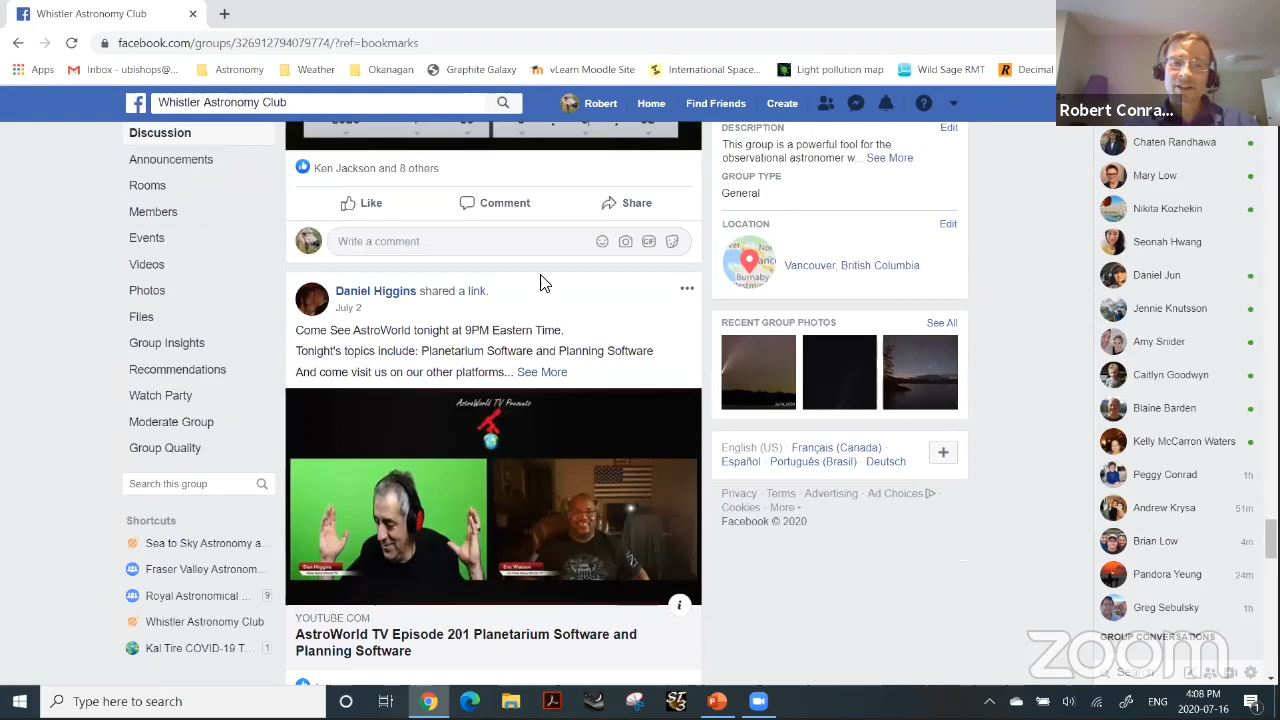 Whistler Astronomy Club
facebook.com/groups/326912794079774/?ref=bookmarks
Apps
Inbox - ubishops@...
Astronomy
Weather
Okanagan
Graphite Galaxy
vLearn Moodle Sites
International Space...
Light pollution map
Wild Sage RMT
Decimal
Whistler Astronomy Club
Robert
Home
Find Friends
Create
Robert Conra...
Discussion
Announcements
Rooms
Members
Events
Videos
Photos
Files
Group Insights
Recommendations
Watch Party
Moderate Group
Group Quality
Search this group
Shortcuts
Sea to Sky Astronomy a...
Fraser Valley Astronom...
Royal Astronomical ... 9
Whistler Astronomy Club
Kal Tire COVID-19 T... 1
Ken Jackson and 8 others
Like
Comment
Share
Write a comment...
GIF
Daniel Higgins shared a link.
July 2
Come See AstroWorld tonight at 9PM Eastern Time.
Tonight's topics include: Planetarium Software and Planning Software
And come visit us on our other platforms... See More
AstroWorld TV Presents
Dan Higgins
Eric Watson
YOUTUBE.COM
AstroWorld TV Episode 201 Planetarium Software and
Planning Software
DESCRIPTION
Edit
This group is a powerful tool for the
observational astronomer w... See More
GROUP TYPE
General
LOCATION
Edit
Vancouver, British Columbia
Burnaby
RECENT GROUP PHOTOS
See All
English (US) · Français (Canada) ·
Español · Português (Brasil) · Deutsch
Privacy · Terms · Advertising · Ad Choices ·
Cookies · More
Facebook © 2020
Chaten Randhawa
Mary Low
Nikita Kozhekin
Seonah Hwang
Daniel Jun
Jennie Knutsson
Amy Snider
Caitlyn Goodwyn
Blaine Barden
Kelly McCarron Waters
Peggy Conrad 1h
Andrew Krysa 51m
Brian Low 4m
Pandora Yeung 24m
Greg Sebulsky 1h
GROUP CONVERSATIONS
Search
zoom
Type here to search
ENG
4:08 PM
2020-07-16